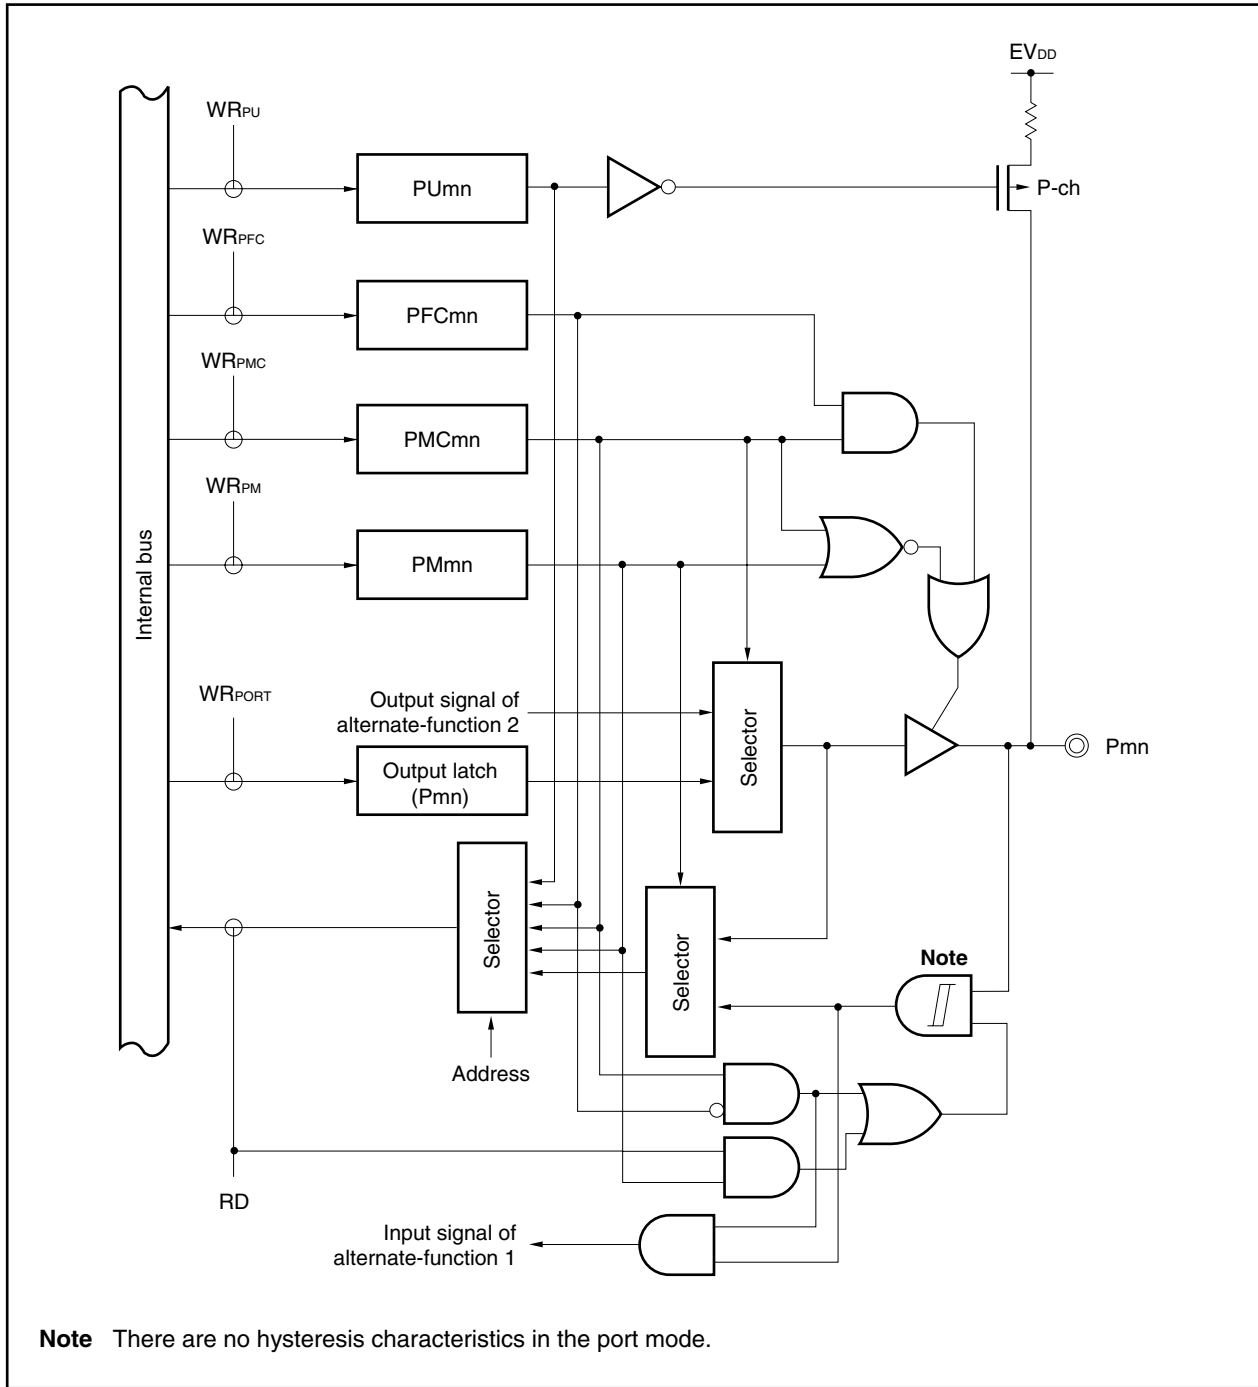 EVDD
WRPU
PUmn
P-ch
WRPFC
PFCmn
WRPMC
PMCmn
WRPM
PMmn
Internal bus
WRPORT
Output signal of
alternate-function 2
Selector
Pmn
Output latch
(Pmn)
Selector
Selector
Note
Address
RD
Input signal of
alternate-function 1
Note There are no hysteresis characteristics in the port mode.